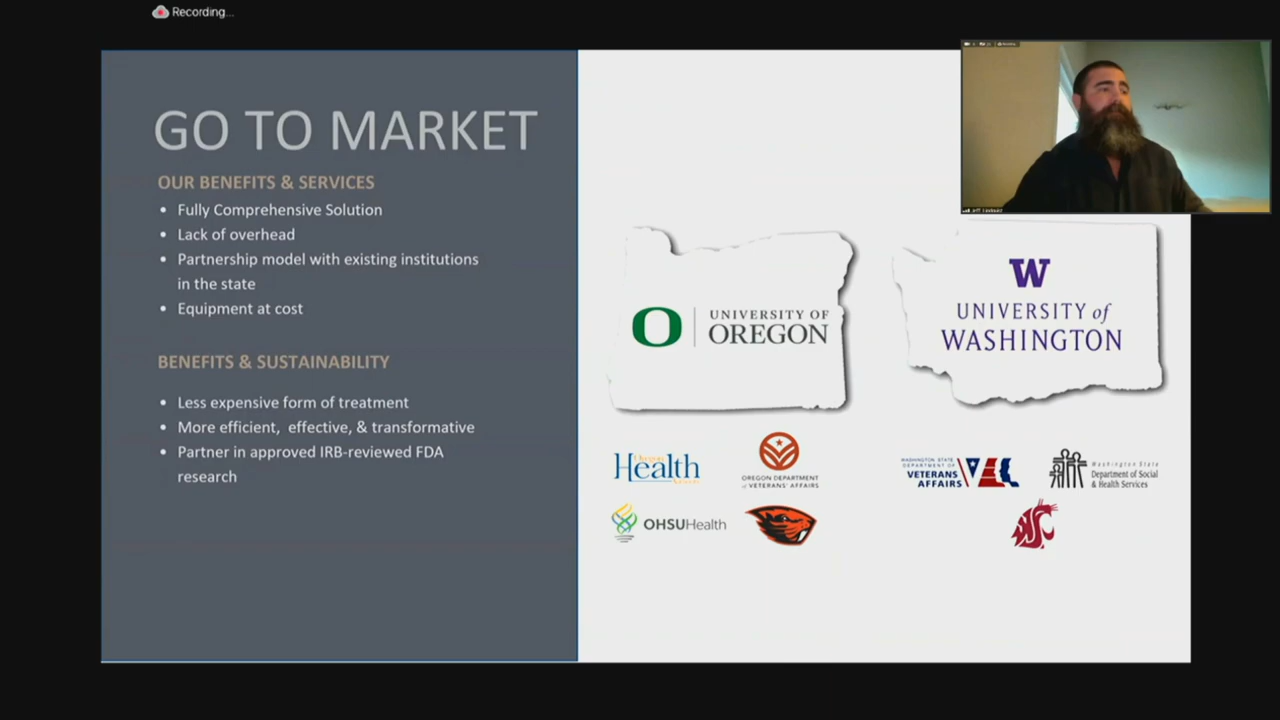 Recording...
GO TO MARKET
OUR BENEFITS & SERVICES
• Fully Comprehensive Solution
• Lack of overhead
• Partnership model with existing institutions
in the state
• Equipment at cost
BENEFITS & SUSTAINABILITY
• Less expensive form of treatment
• More efficient, effective, & transformative
• Partner in approved IRB-reviewed FDA
research
O
UNIVERSITY OF
OREGON
W
UNIVERSITY of
WASHINGTON
Oregon
Health
OREGON DEPARTMENT
of VETERANS' AFFAIRS
OHSUHealth
WASHINGTON STATE
DEPARTMENT OF
VETERANS
AFFAIRS
Washington State
Department of Social
& Health Services
WSC